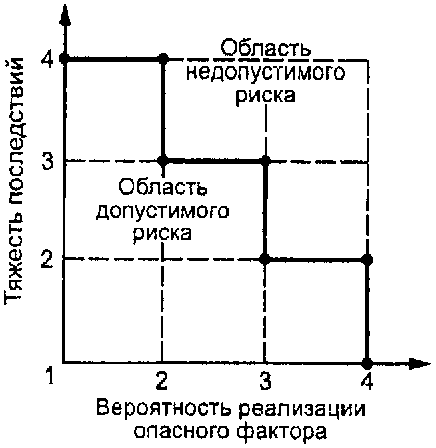 Тяжесть последствий
4
3
2
1
Область
недопустимого
риска
Область
допустимого
риска
2
3
4
Вероятность реализации
опасного фактора